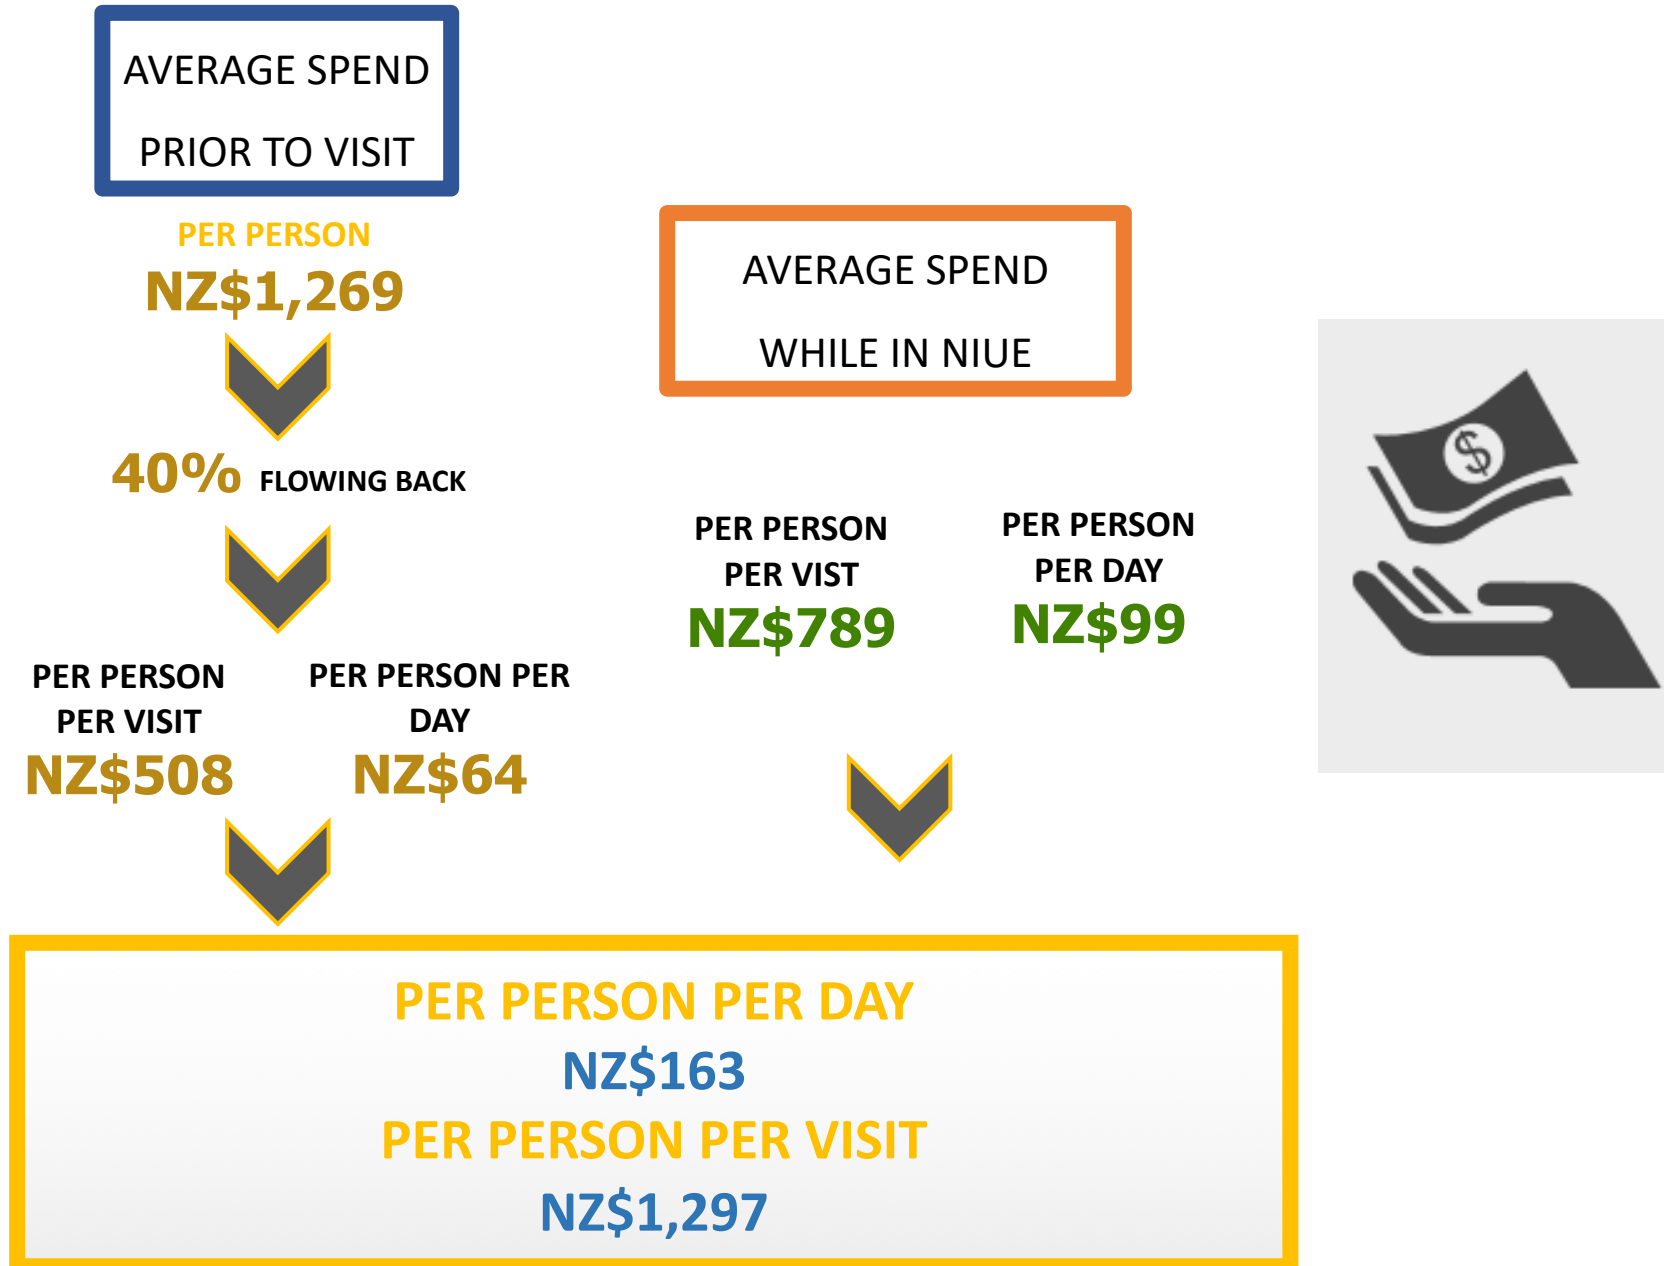 AVERAGE SPEND
PRIOR TO VISIT
PER PERSON
NZ$1,269
40% FLOWING BACK
PER PERSON
PER VISIT
NZ$508
PER PERSON PER
DAY
NZ$64
AVERAGE SPEND
WHILE IN NIUE
PER PERSON
PER VIST
NZ$789
PER PERSON
PER DAY
NZ$99
$
PER PERSON PER DAY
NZ$163
PER PERSON PER VISIT
NZ$1,297